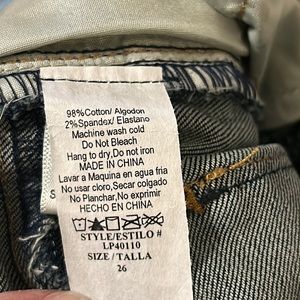 98%Cotton/ Algodon
2%Spandex/ Elastano
Machine wash cold
Do Not Bleach
Hang to dry,Do not iron
MADE IN CHINA
Lavar a Maquina en agua fria
No usar cloro,Secar colgado
No Planchar,No exprimir
HECHO EN CHINA
STYLE/ESTILO #
LP40110
SIZE / TALLA
26
S